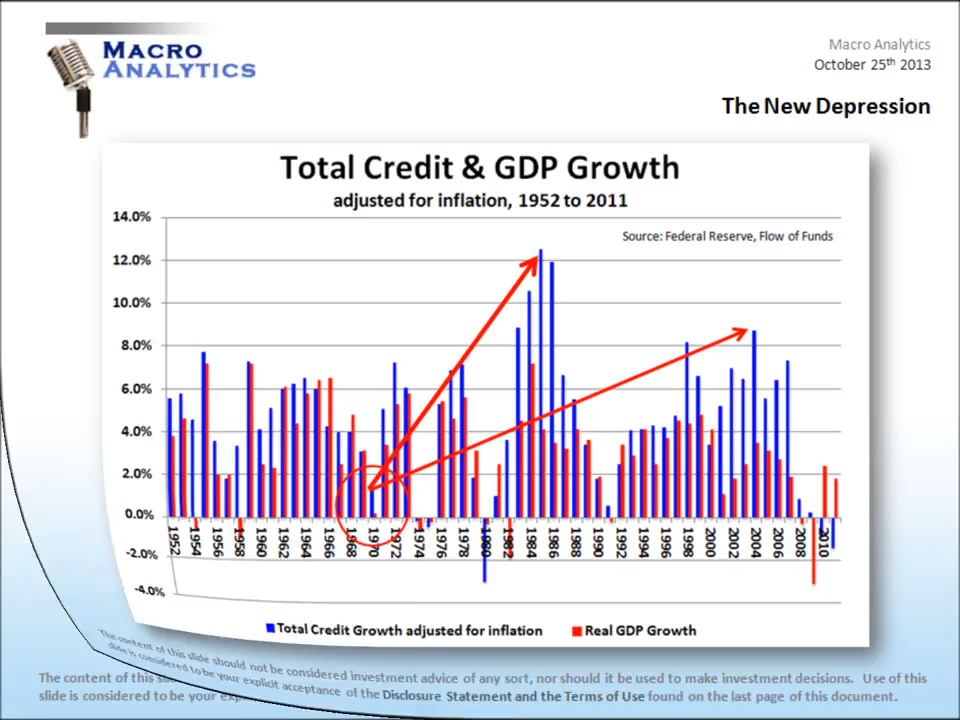 MACRO
ANALYTICS
Macro Analytics
October 25th 2013
The New Depression
Total Credit & GDP Growth
adjusted for inflation, 1952 to 2011
Source: Federal Reserve, Flow of Funds
14.0%
12.0%
10.0%
8.0%
6.0%
4.0%
2.0%
0.0%
-2.0%
-4.0%
1952 1954 1956 1958 1960 1962 1964 1966 1968 1970 1972 1974 1976 1978 1980 1982 1984 1986 1988 1990 1992 1994 1996 1998 2000 2002 2004 2006 2008 2010
Total Credit Growth adjusted for inflation Real GDP Growth
The content of this slide should not be considered investment advice of any sort, nor should it be used to make investment decisions. Use of this
slide is considered to be your explicit acceptance of the Disclosure Statement and the Terms of Use found on the last page of this document.